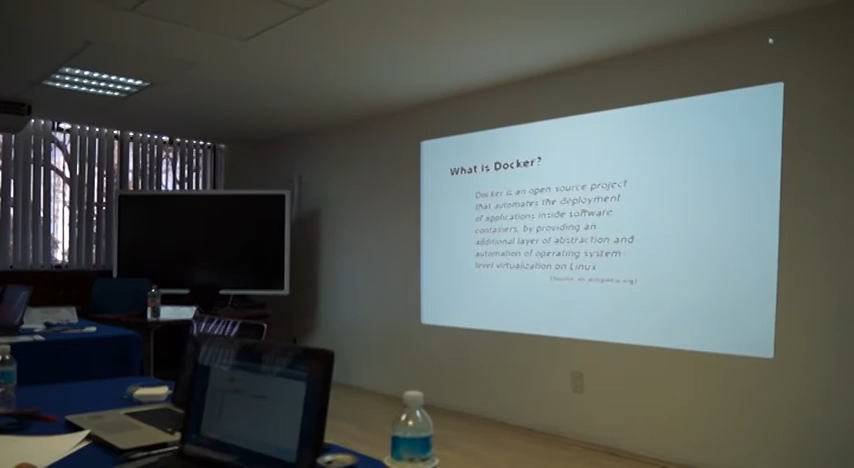 What is Docker?
Docker is an open source project
that automates the deployment
of applications inside software
containers, by providing an
additional layer of abstraction and
automation of operating system
level virtualization on Linux